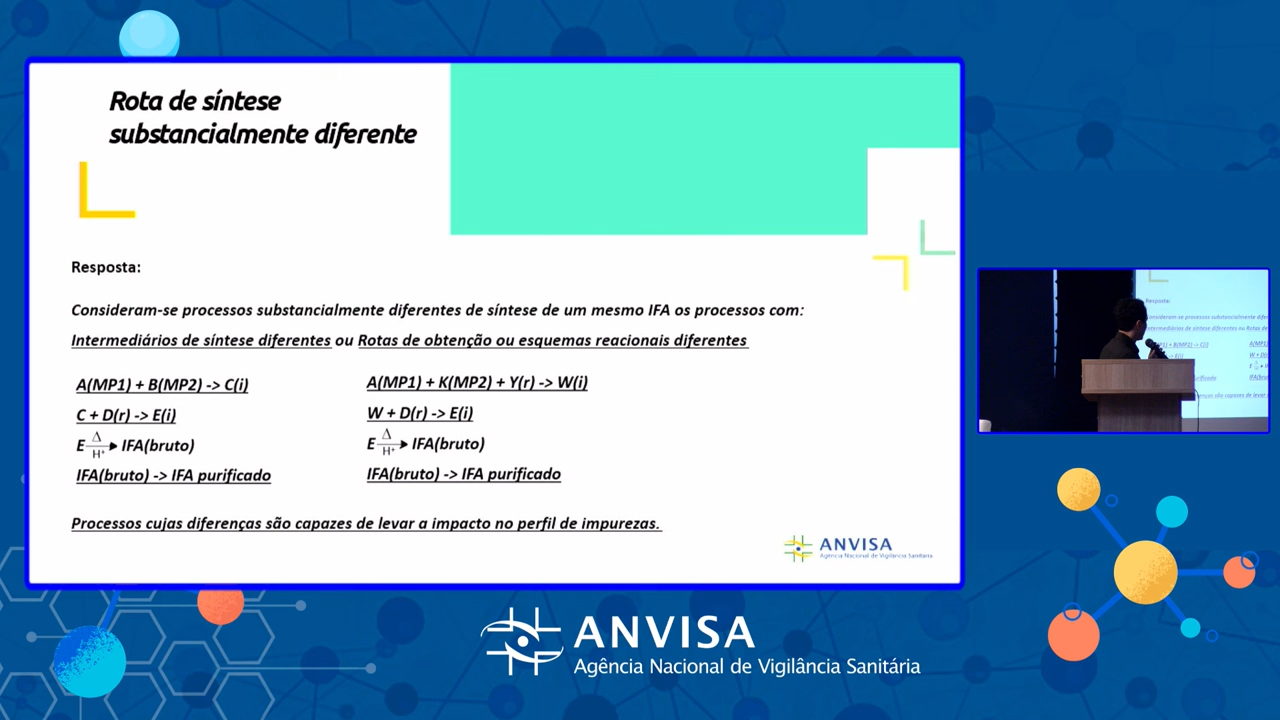 Rota de síntese
substancialmente diferente
Resposta:
Consideram-se processos substancialmente diferentes de síntese de um mesmo IFA os processos com:
Intermediários de síntese diferentes ou Rotas de obtenção ou esquemas reacionais diferentes
A(MP1) + B(MP2) -> C(i)
C + D(r) -> E(i)
E Δ H⁺ IFA(bruto)
IFA(bruto) -> IFA purificado
A(MP1) + K(MP2) + Y(r) -> W(i)
W + D(r) -> E(i)
E Δ H⁺ IFA(bruto)
IFA(bruto) -> IFA purificado
Processos cujas diferenças são capazes de levar a impacto no perfil de impurezas.
ANVISA
Agência Nacional de Vigilância Sanitária
Resposta:
ANVISA
Agência Nacional de Vigilância Sanitária